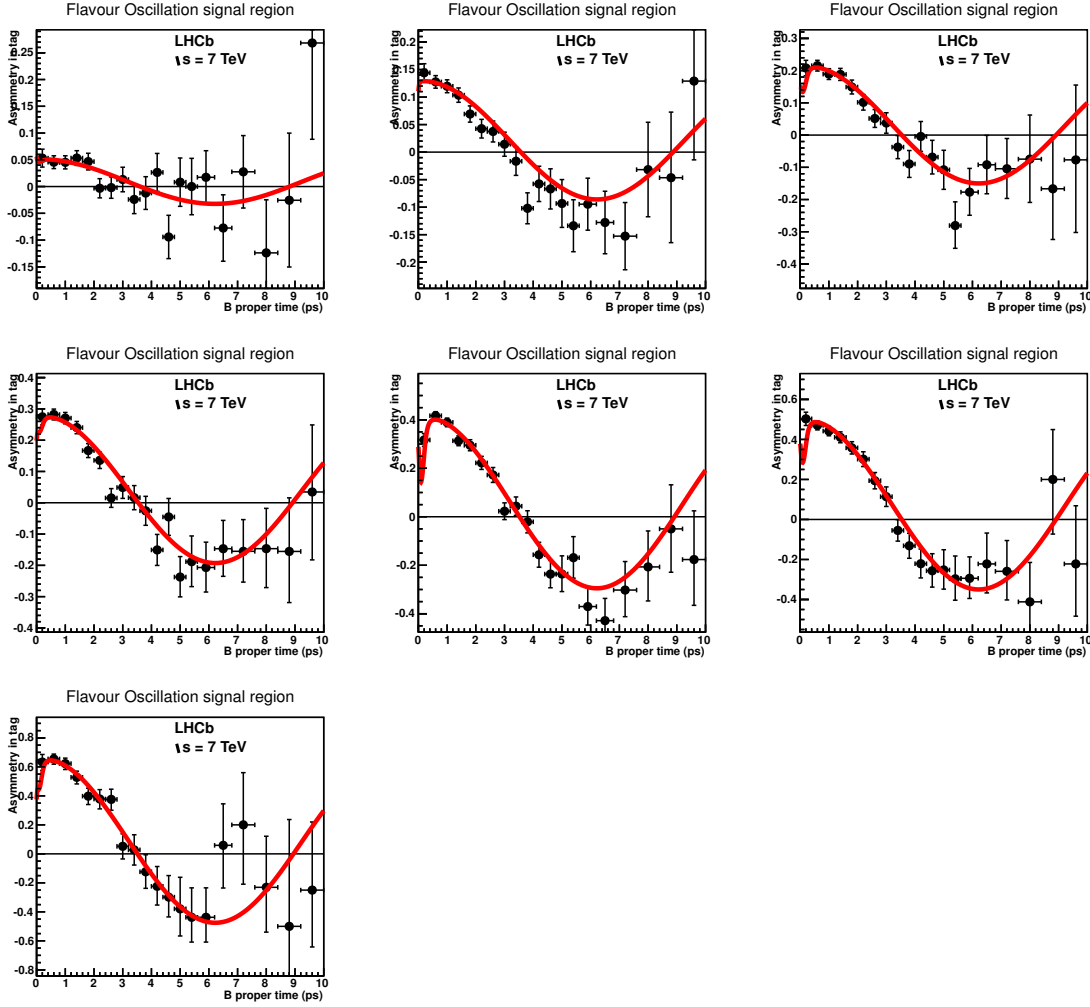 Flavour Oscillation signal region
LHCb
√s = 7 TeV
Asymmetry in tag
0.25
0.2
0.15
0.1
0.05
0
-0.05
-0.1
-0.15
0 1 2 3 4 5 6 7 8 9 10
B proper time (ps)
Flavour Oscillation signal region
LHCb
√s = 7 TeV
Asymmetry in tag
0.2
0.15
0.1
0.05
0
-0.05
-0.1
-0.15
-0.2
0 1 2 3 4 5 6 7 8 9 10
B proper time (ps)
Flavour Oscillation signal region
LHCb
√s = 7 TeV
Asymmetry in tag
0.3
0.2
0.1
0
-0.1
-0.2
-0.3
-0.4
0 1 2 3 4 5 6 7 8 9 10
B proper time (ps)
Flavour Oscillation signal region
LHCb
√s = 7 TeV
Asymmetry in tag
0.4
0.3
0.2
0.1
0
-0.1
-0.2
-0.3
-0.4
0 1 2 3 4 5 6 7 8 9 10
B proper time (ps)
Flavour Oscillation signal region
LHCb
√s = 7 TeV
Asymmetry in tag
0.4
0.2
0
-0.2
-0.4
0 1 2 3 4 5 6 7 8 9 10
B proper time (ps)
Flavour Oscillation signal region
LHCb
√s = 7 TeV
Asymmetry in tag
0.6
0.4
0.2
0
-0.2
-0.4
0 1 2 3 4 5 6 7 8 9 10
B proper time (ps)
Flavour Oscillation signal region
LHCb
√s = 7 TeV
Asymmetry in tag
0.8
0.6
0.4
0.2
0
-0.2
-0.4
-0.6
-0.8
0 1 2 3 4 5 6 7 8 9 10
B proper time (ps)